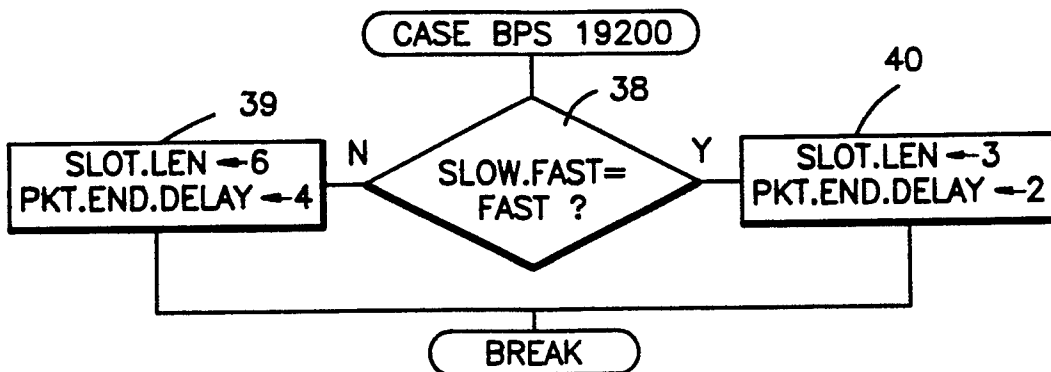 CASE BPS 19200
38
39
40
N
Y
SLOT.LEN ←6
PKT.END.DELAY ←4
SLOW.FAST=
FAST ?
SLOT.LEN ←3
PKT.END.DELAY ←2
BREAK